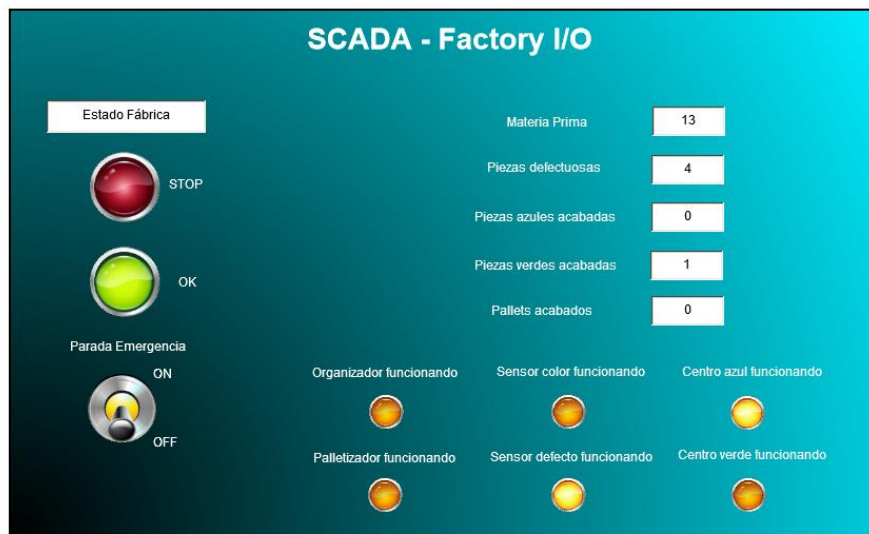 SCADA - Factory I/O
Estado Fábrica
STOP
OK
Parada Emergencia
ON
OFF
Materia Prima 13
Piezas defectuosas 4
Piezas azules acabadas 0
Piezas verdes acabadas 1
Pallets acabados 0
Organizador funcionando Sensor color funcionando Centro azul funcionando
Palletizador funcionando Sensor defecto funcionando Centro verde funcionando